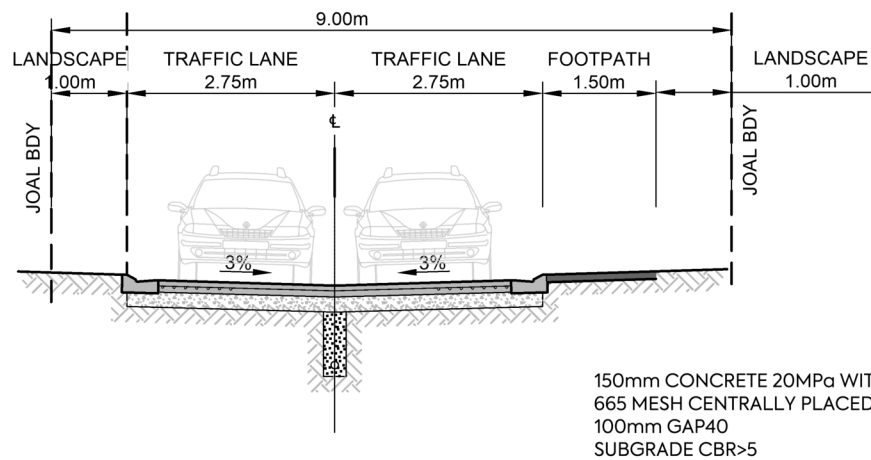 9.00m
LANDSCAPE TRAFFIC LANE TRAFFIC LANE FOOTPATH LANDSCAPE
1.00m 2.75m 2.75m 1.50m 1.00m
℄
JOAL BDY
JOAL BDY
3% 3%
150mm CONCRETE 20MPa WIT
665 MESH CENTRALLY PLACED
100mm GAP40
SUBGRADE CBR>5